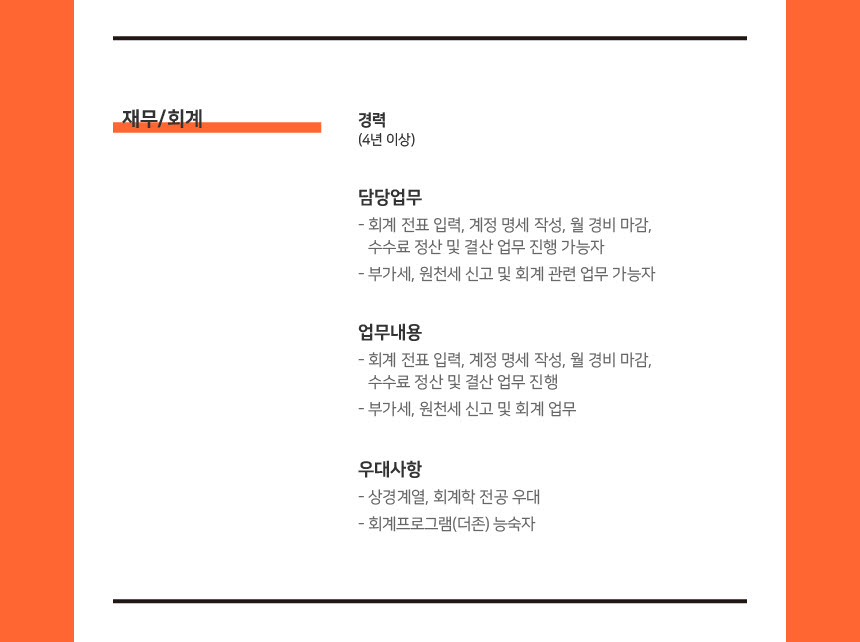 재무/회계
경력
(4년 이상)
담당업무
- 회계 전표 입력, 계정 명세 작성, 월 경비 마감,
수수료 정산 및 결산 업무 진행 가능자
- 부가세, 원천세 신고 및 회계 관련 업무 가능자
업무내용
- 회계 전표 입력, 계정 명세 작성, 월 경비 마감,
수수료 정산 및 결산 업무 진행
- 부가세, 원천세 신고 및 회계 업무
우대사항
- 상경계열, 회계학 전공 우대
- 회계프로그램(더존) 능숙자